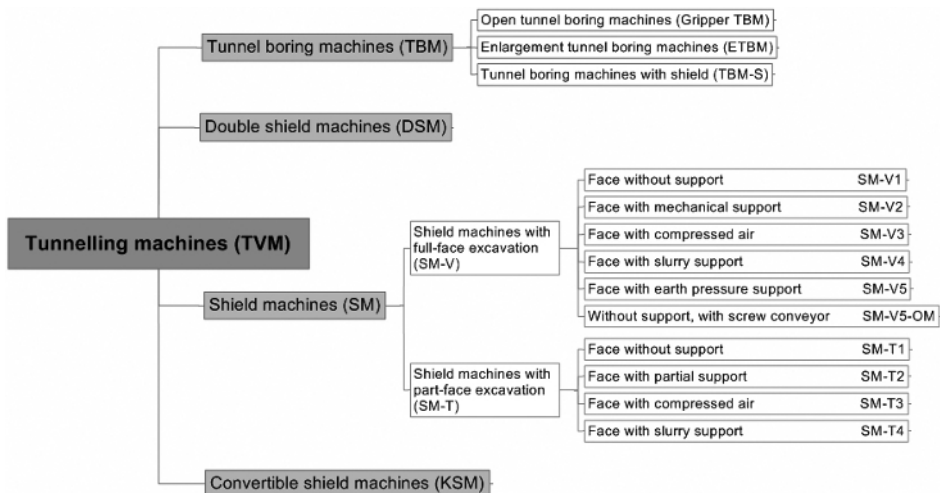 Open tunnel boring machines (Gripper TBM)
Tunnel boring machines (TBM)
Enlargement tunnel boring machines (ETBM)
Tunnel boring machines with shield (TBM-S)
Double shield machines (DSM)
Tunnelling machines (TVM)
Face without support SM-V1
Face with mechanical support SM-V2
Shield machines with
full-face excavation
(SM-V)
Face with compressed air SM-V3
Face with slurry support SM-V4
Face with earth pressure support SM-V5
Without support, with screw conveyor SM-V5-OM
Shield machines (SM)
Face without support SM-T1
Shield machines with
part-face excavation
(SM-T)
Face with partial support SM-T2
Face with compressed air SM-T3
Face with slurry support SM-T4
Convertible shield machines (KSM)